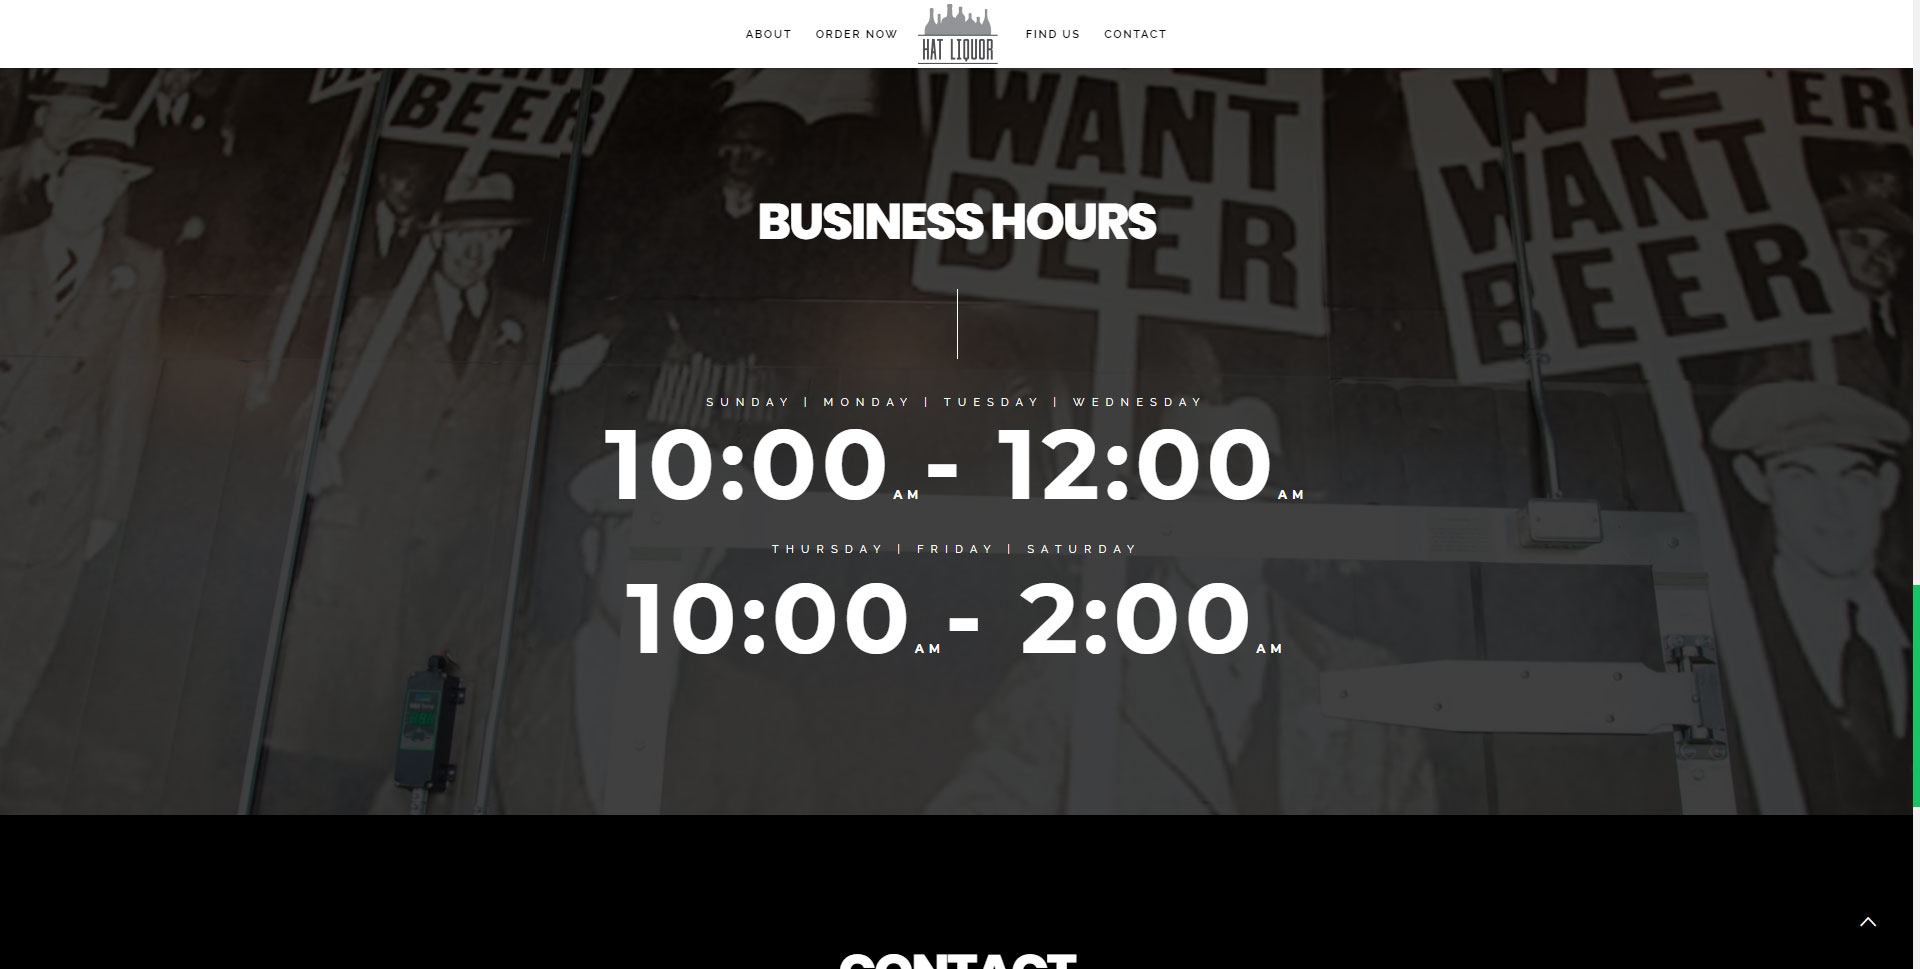 ABOUT ORDER NOW HAT LIQUOR FIND US CONTACT
BEER
WANT
BEER
WE
WANT
BEER
BUSINESS HOURS
SUNDAY | MONDAY | TUESDAY | WEDNESDAY
10:00 AM - 12:00 AM
THURSDAY | FRIDAY | SATURDAY
10:00 AM - 2:00 AM
CONTACT